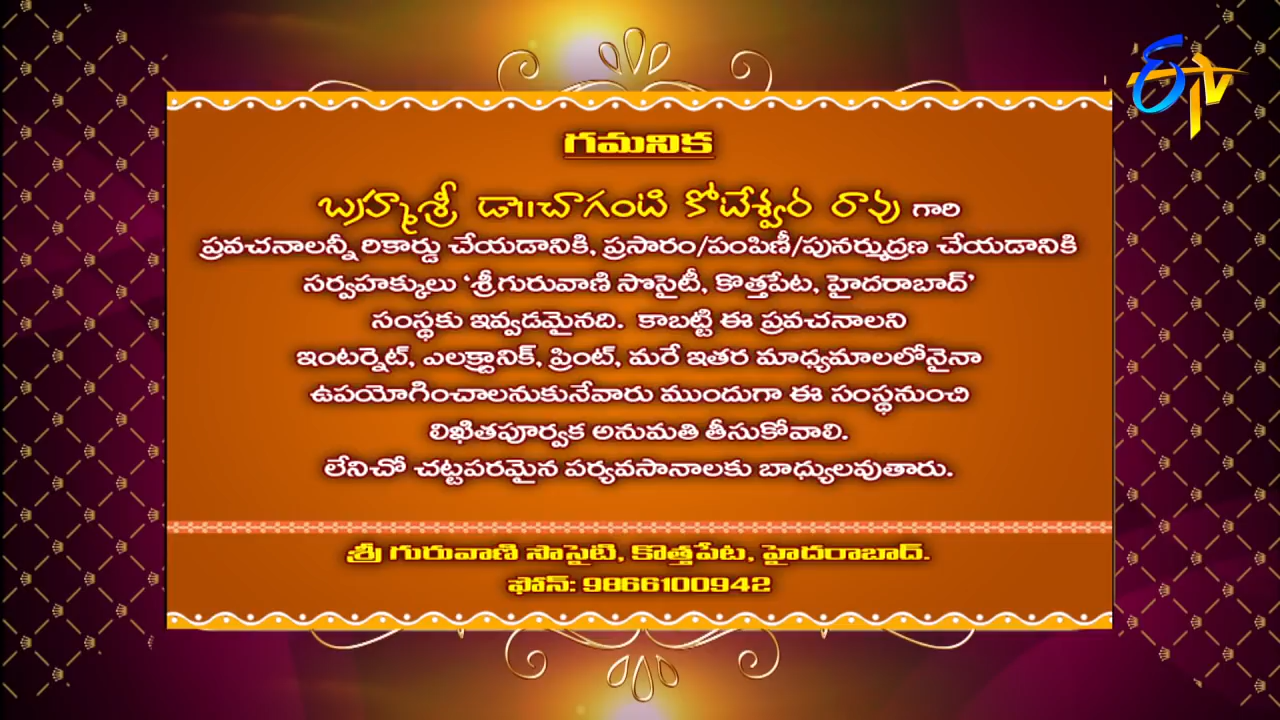 ఈtv
గమనిక
బ్రహ్మశ్రీ డా॥చాగంటి కోటేశ్వర రావు గారి
ప్రవచనాలన్నీ రికార్డు చేయడానికి, ప్రసారం/పంపిణీ/పునర్ముద్రణ చేయడానికి
సర్వహక్కులు ‘శ్రీగురువాణి సొసైటీ, కొత్తపేట, హైదరాబాద్’
సంస్థకు ఇవ్వడమైనది. కాబట్టి ఈ ప్రవచనాలని
ఇంటర్నెట్, ఎలక్ట్రానిక్, ప్రింట్, మరే ఇతర మాధ్యమాలలోనైనా
ఉపయోగించాలనుకునేవారు ముందుగా ఈ సంస్థనుంచి
లిఖితపూర్వక అనుమతి తీసుకోవాలి.
లేనిచో చట్టపరమైన పర్యవసానాలకు బాధ్యులవుతారు.
శ్రీ గురువాణి సొసైటి, కొత్తపేట, హైదరాబాద్.
ఫోన్: 9866100942